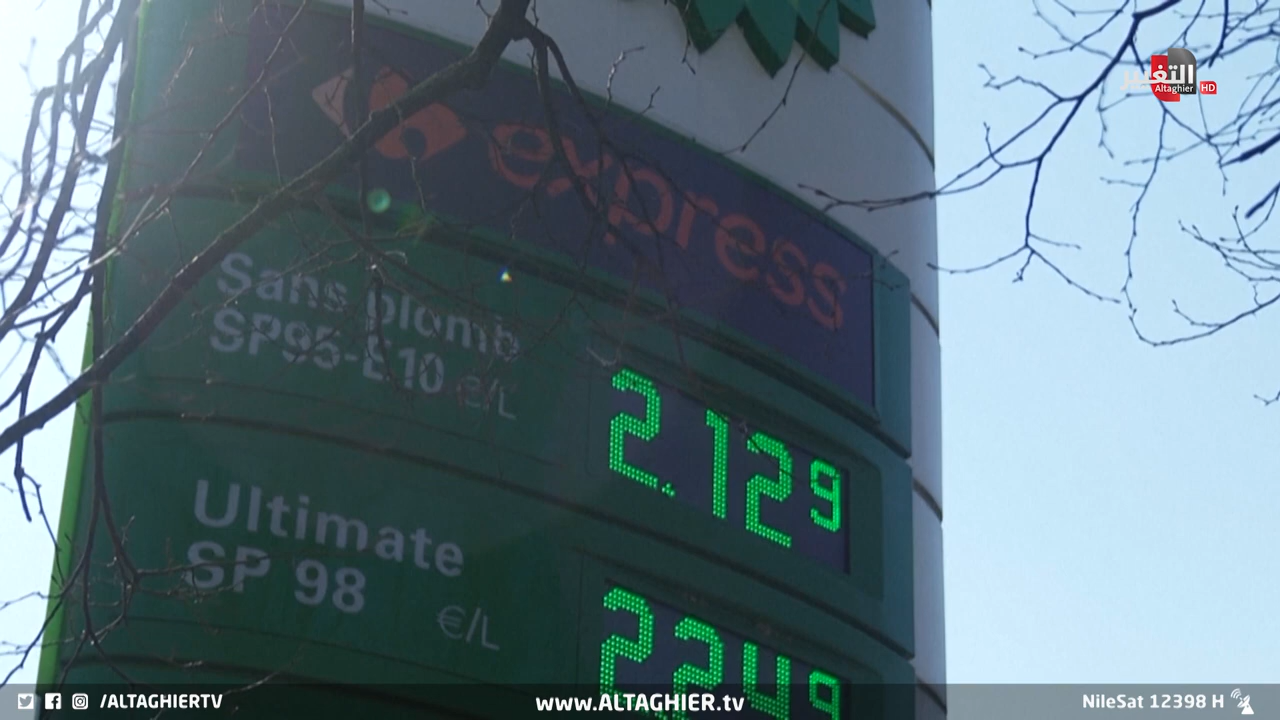 التغيير
Altaghier HD
express
Sans plomb
SP95-E10 €/L
2.129
Ultimate
SP 98
€/L
2.249
/ALTAGHIERTV
www.ALTAGHIER.tv
NileSat 12398 H